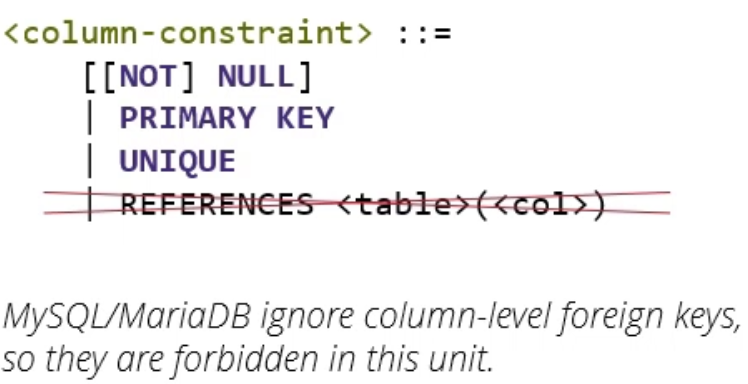 <column-constraint> ::=
[[NOT] NULL]
| PRIMARY KEY
| UNIQUE
| REFERENCES <table>(<col>)
MySQL/MariaDB ignore column-level foreign keys,
so they are forbidden in this unit.